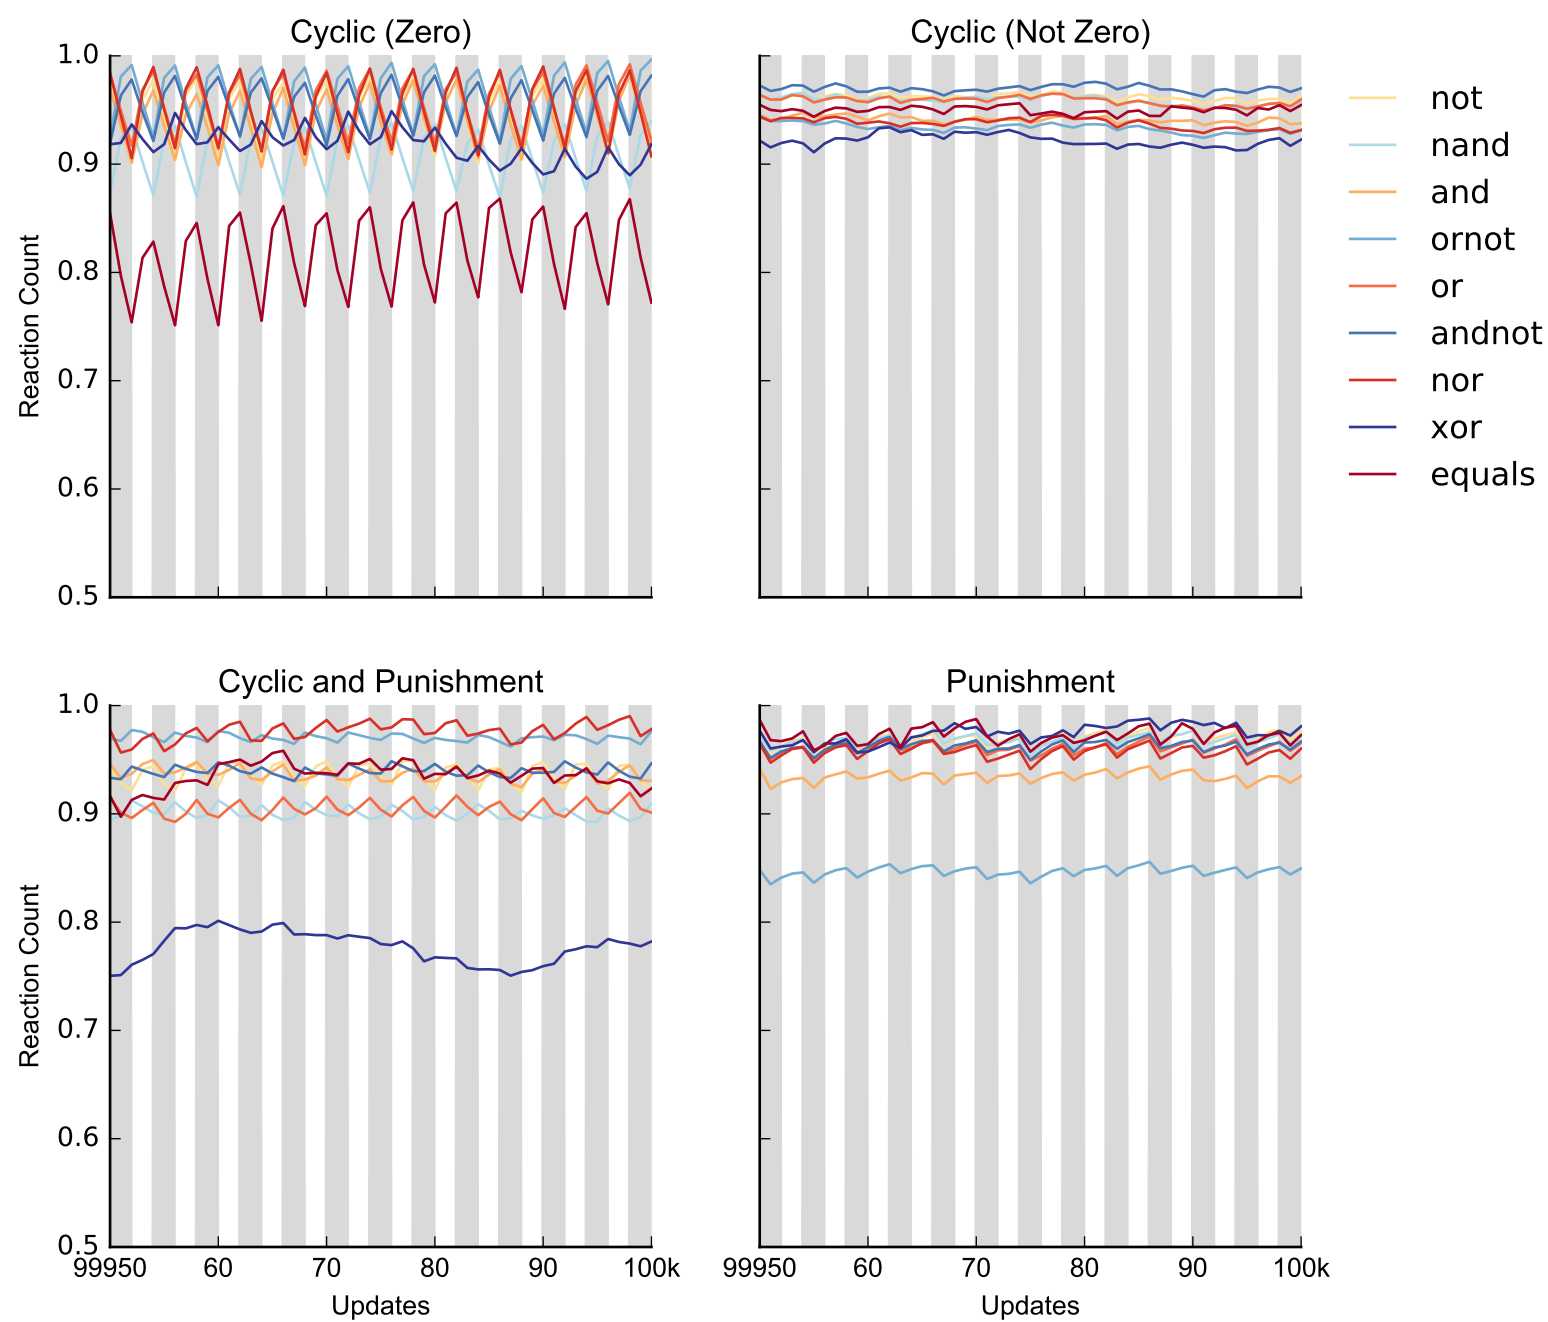 Cyclic (Zero)
Cyclic (Not Zero)
1.0
0.9
0.8
0.7
0.6
0.5
Reaction Count
not
nand
and
ornot
or
andnot
nor
xor
equals
Cyclic and Punishment
Punishment
1.0
0.9
0.8
0.7
0.6
0.5
Reaction Count
99950 60 70 80 90 100k
99950 60 70 80 90 100k
Updates
Updates